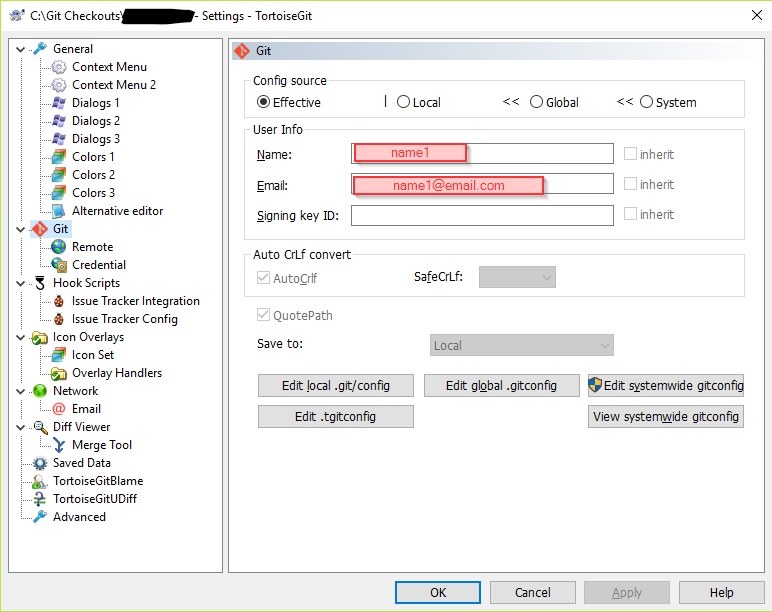 C:\Git Checkouts\ - Settings - TortoiseGit
General
Context Menu
Context Menu 2
Dialogs 1
Dialogs 2
Dialogs 3
Colors 1
Colors 2
Colors 3
Alternative editor
Git
Remote
Credential
Hook Scripts
Issue Tracker Integration
Issue Tracker Config
Icon Overlays
Icon Set
Overlay Handlers
Network
@ Email
Diff Viewer
Merge Tool
Saved Data
TortoiseGitBlame
TortoiseGitUDiff
Advanced
Git
Config source
Effective | Local << Global << System
User Info
Name: name1 inherit
Email: name1@email.com inherit
Signing key ID: inherit
Auto CrLf convert
AutoCrlf SafeCrLf:
QuotePath
Save to: Local
Edit local .git/config Edit global .gitconfig Edit systemwide gitconfig
Edit .tgitconfig View systemwide gitconfig
OK Cancel Apply Help